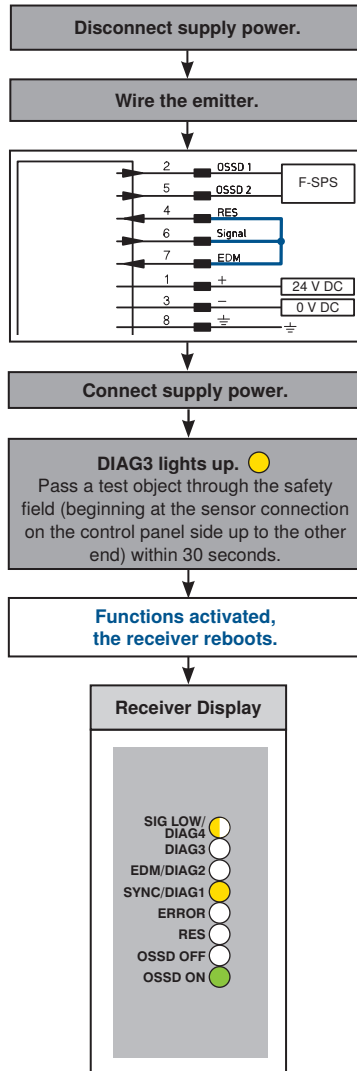 Disconnect supply power.
Wire the emitter.
2 OSSD 1
F-SPS
5 OSSD 2
4 RES
6 Signal
7 EDM
1 + 24 V DC
3 − 0 V DC
8
Connect supply power.
DIAG3 lights up.
Pass a test object through the safety
field (beginning at the sensor connection
on the control panel side up to the other
end) within 30 seconds.
Functions activated,
the receiver reboots.
Receiver Display
SIG LOW/
DIAG4
DIAG3
EDM/DIAG2
SYNC/DIAG1
ERROR
RES
OSSD OFF
OSSD ON